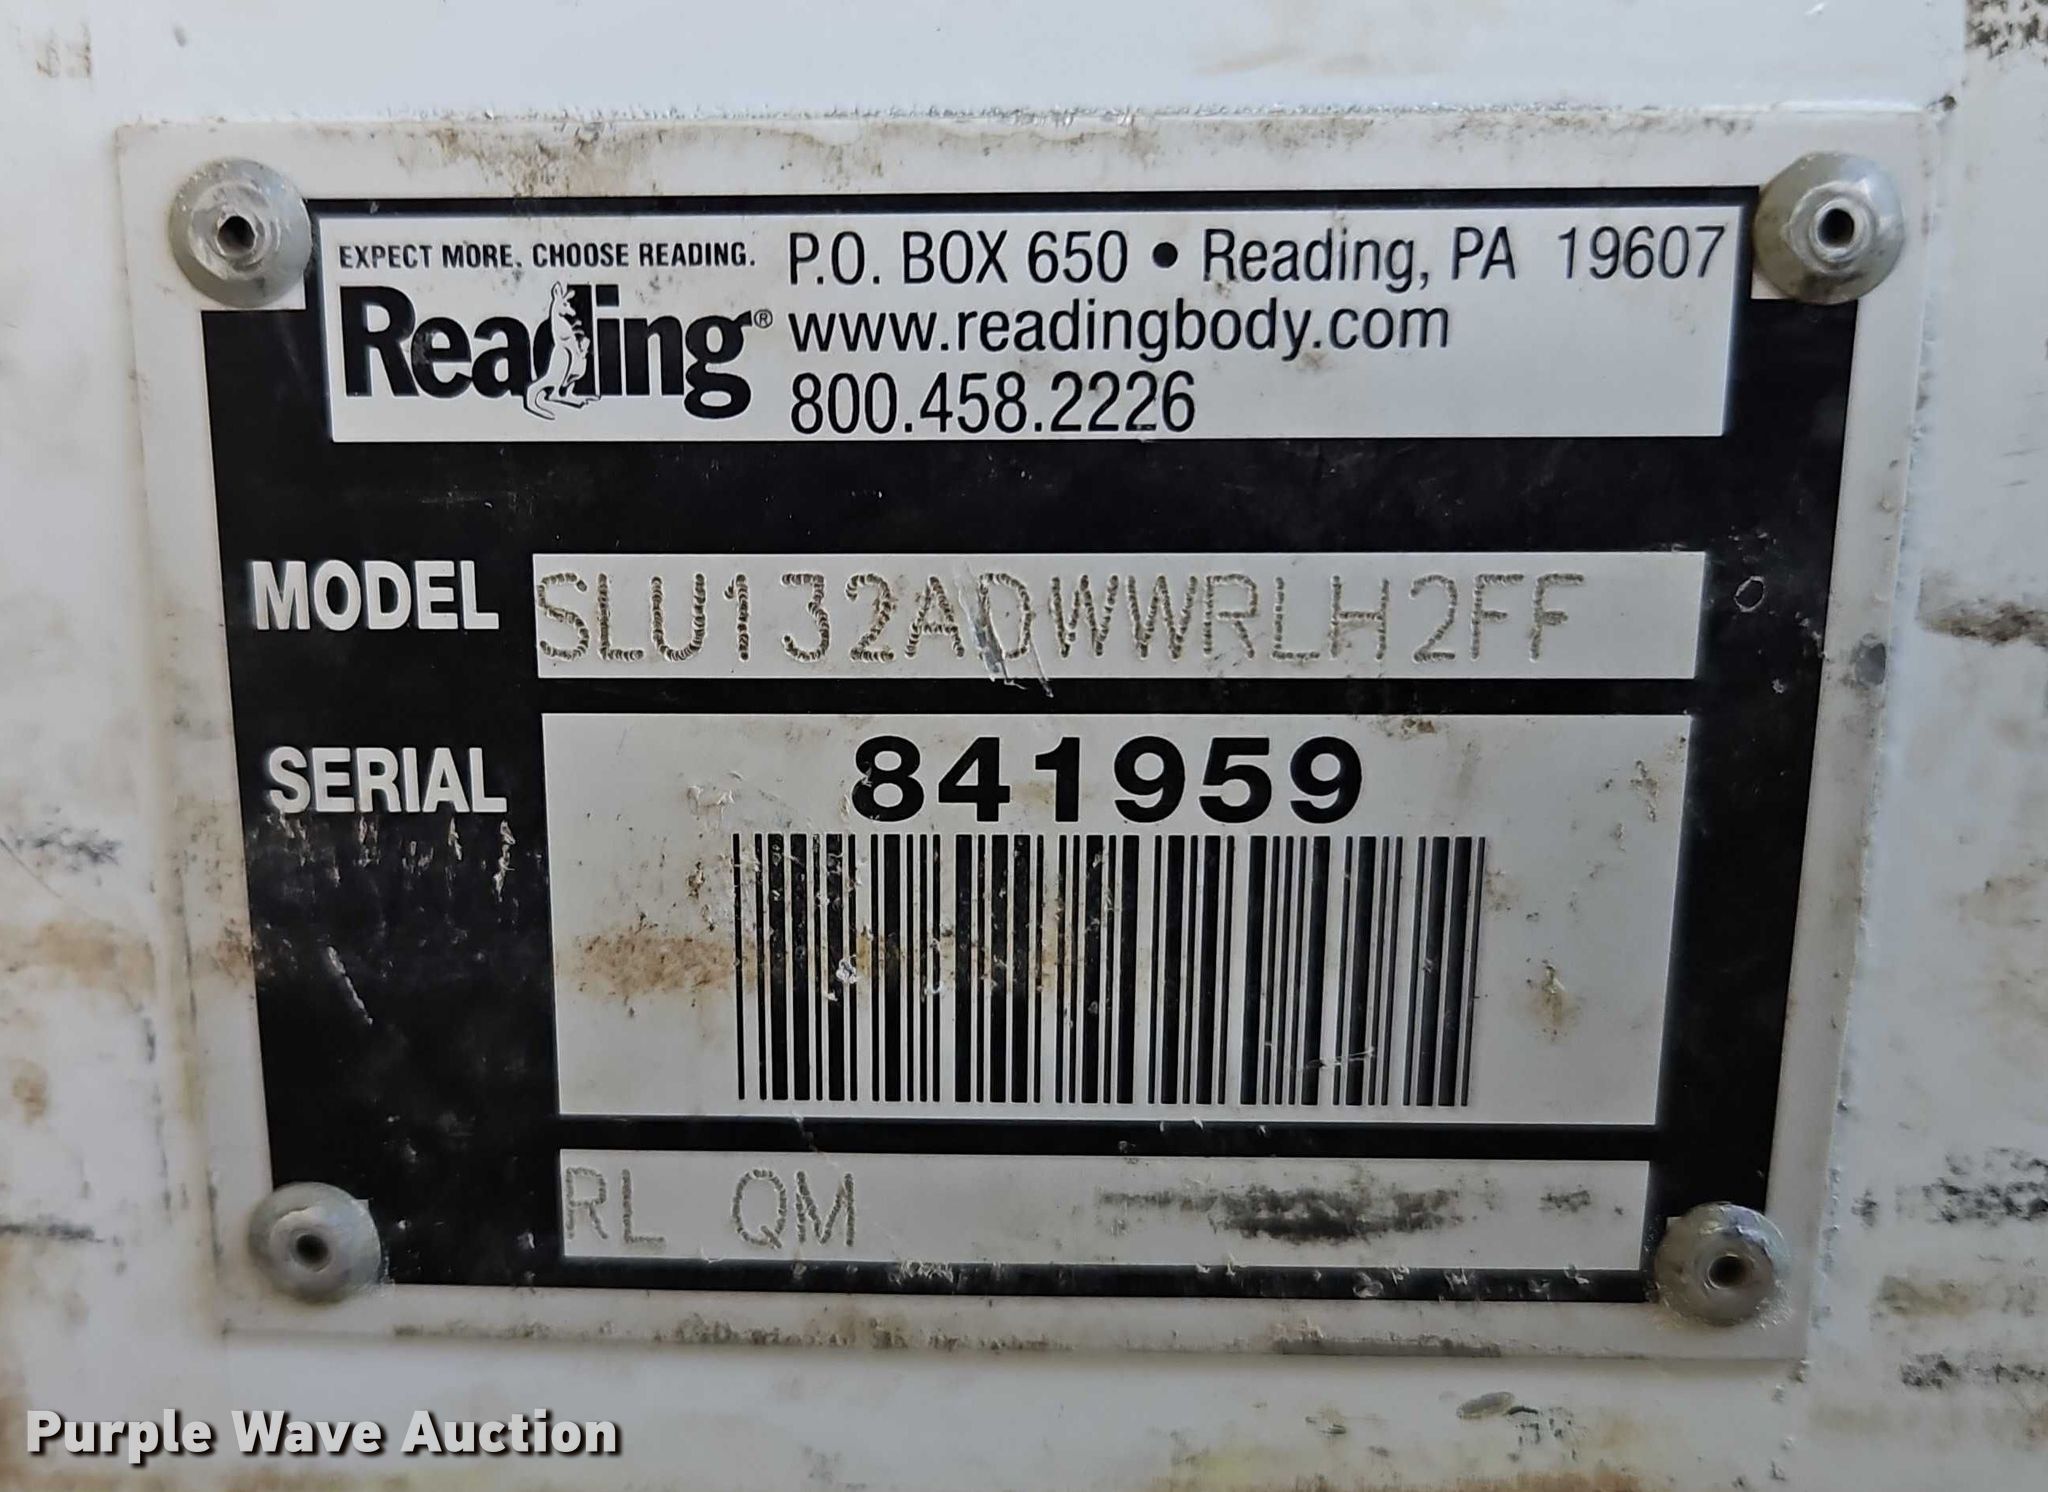 EXPECT MORE. CHOOSE READING.
Reading®
P.O. BOX 650 • Reading, PA 19607
www.readingbody.com
800.458.2226
MODEL SLU132ADWWRLH2FF
SERIAL 841959
RL QM
Purple Wave Auction